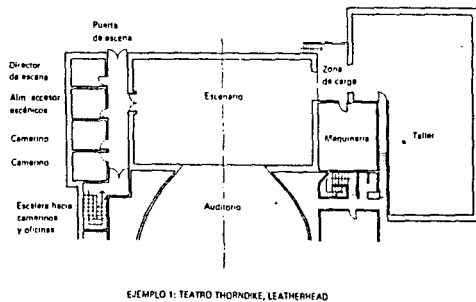 Puerta
de escena
Director
de escena
Alm. accesor
escénicos
Camerino
Camerino
Escalera hacia
camerinos
y oficinas
Escenario
Auditorio
Zona
de carga
Maquinaria
Taller
EJEMPLO 1: TEATRO THORNDIKE, LEATHERHEAD